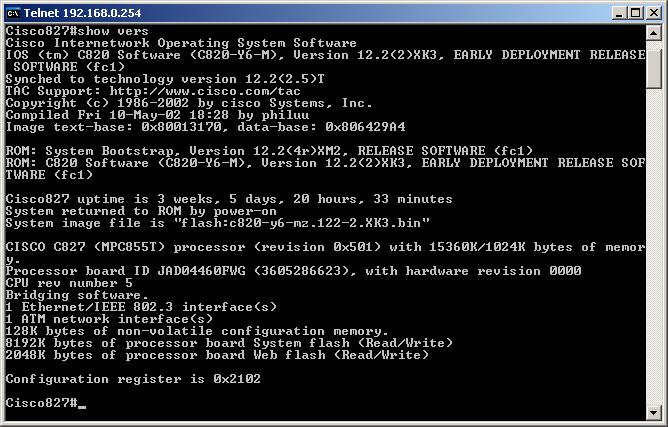 Telnet 192.168.0.254
Cisco827#show vers
Cisco Internetwork Operating System Software
IOS (tm) C820 Software (C820-Y6-M), Version 12.2(2)XK3, EARLY DEPLOYMENT RELEASE
 SOFTWARE (fc1)
Synched to technology version 12.2(2.5)T
TAC Support: http://www.cisco.com/tac
Copyright (c) 1986-2002 by cisco Systems, Inc.
Compiled Fri 10-May-02 18:28 by philuu
Image text-base: 0x80013170, data-base: 0x806429A4
ROM: System Bootstrap, Version 12.2(4r)XM2, RELEASE SOFTWARE (fc1)
ROM: C820 Software (C820-Y6-M), Version 12.2(2)XK3, EARLY DEPLOYMENT RELEASE SOF
TWARE (fc1)
Cisco827 uptime is 3 weeks, 5 days, 20 hours, 33 minutes
System returned to ROM by power-on
System image file is "flash:c820-y6-mz.122-2.XK3.bin"
CISCO C827 (MPC855T) processor (revision 0x501) with 15360K/1024K bytes of memor
y.
Processor board ID JAD04460FWG (3605286623), with hardware revision 0000
CPU rev number 5
Bridging software.
1 Ethernet/IEEE 802.3 interface(s)
1 ATM network interface(s)
128K bytes of non-volatile configuration memory.
8192K bytes of processor board System flash (Read/Write)
2048K bytes of processor board Web flash (Read/Write)
Configuration register is 0x2102
Cisco827#_